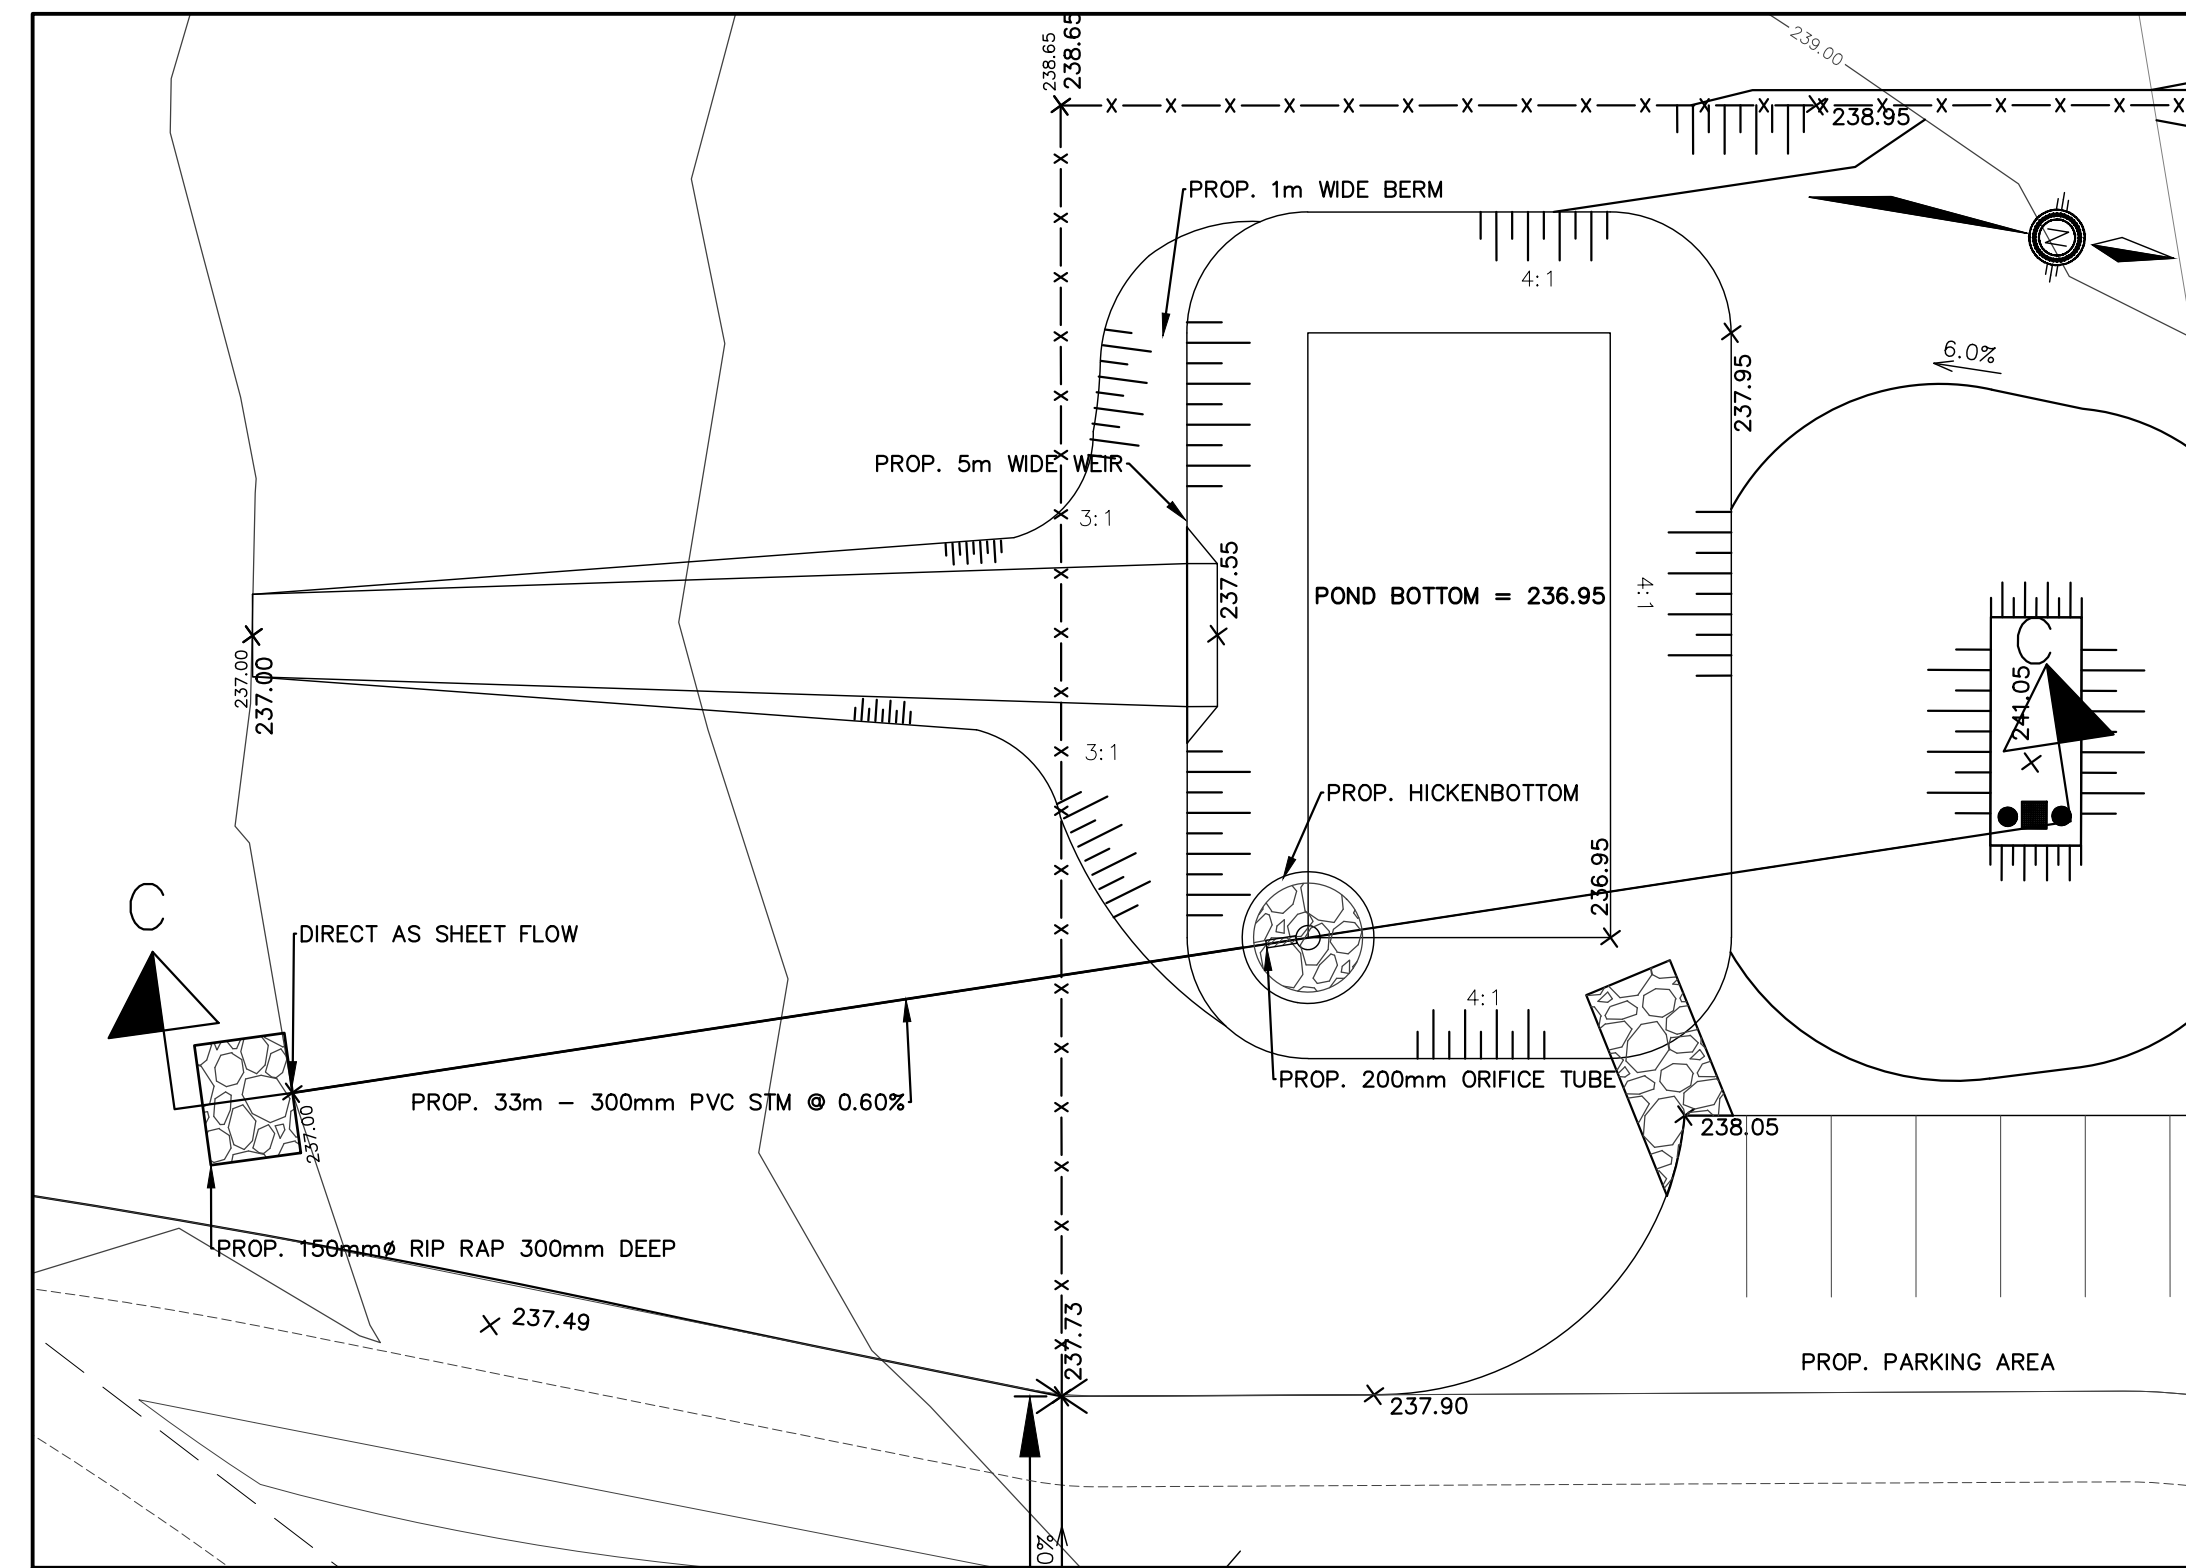 238.65
238.65
239.00
238.95
PROP. 1m WIDE BERM
N
4:1
6.0%
237.95
PROP. 5m WIDE WEIR
3:1
237.55
POND BOTTOM = 236.95
4:1
C
241.05
237.00
237.00
3:1
PROP. HICKENBOTTOM
236.95
C
DIRECT AS SHEET FLOW
4:1
PROP. 200mm ORIFICE TUBE
PROP. 33m - 300mm PVC STM @ 0.60%
237.00
238.05
PROP. 150mmø RIP RAP 300mm DEEP
237.49
237.73
PROP. PARKING AREA
237.90
0%